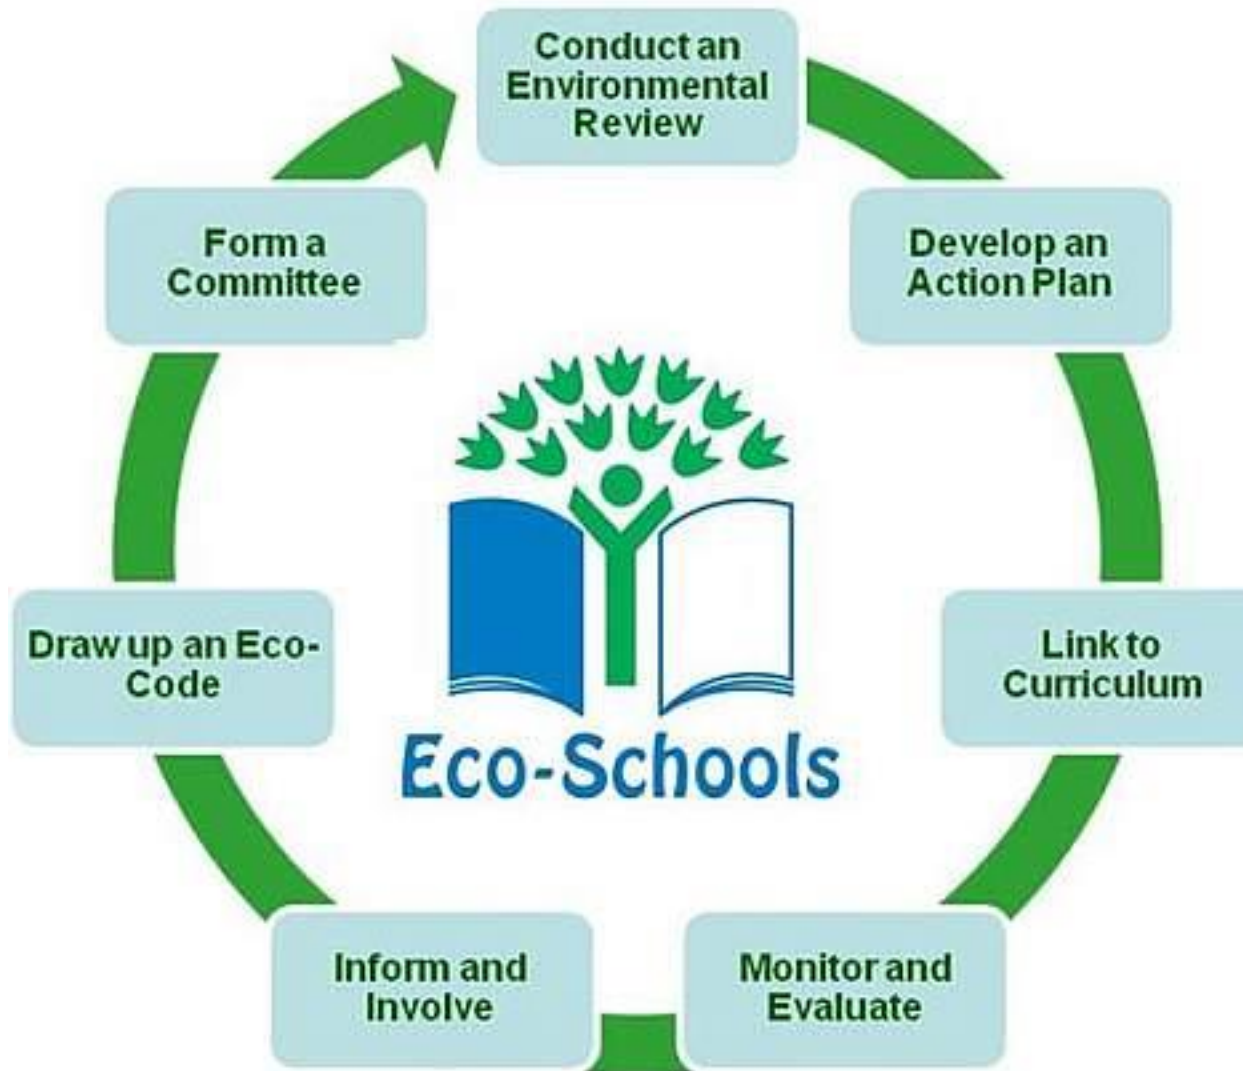 Conduct an
Environmental
Review
Develop an
Action Plan
Link to
Curriculum
Monitor and
Evaluate
Inform and
Involve
Draw up an Eco-
Code
Form a
Committee
Eco-Schools